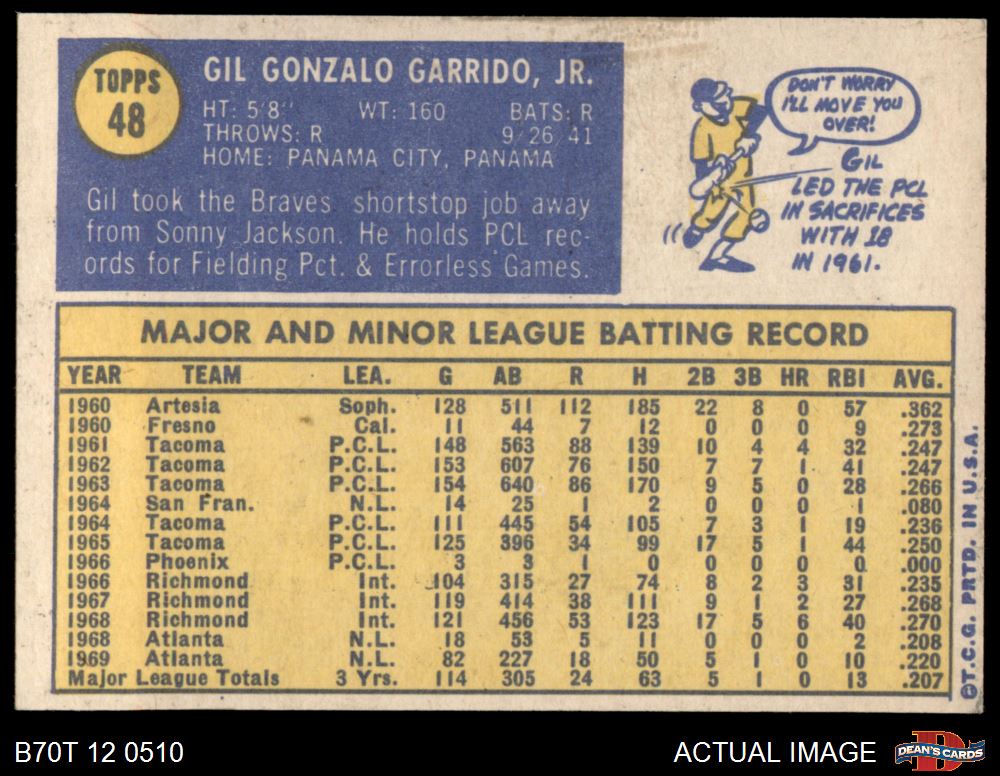 TOPPS
48
GIL GONZALO GARRIDO, JR.
HT: 5'8" WT: 160 BATS: R
THROWS: R 9/26/41
HOME: PANAMA CITY, PANAMA
Gil took the Braves shortstop job away
from Sonny Jackson. He holds PCL rec-
ords for Fielding Pct. & Errorless Games.
DON'T WORRY
I'LL MOVE YOU
OVER!
GIL
LED THE PCL
IN SACRIFICES
WITH 18
IN 1961.
MAJOR AND MINOR LEAGUE BATTING RECORD
YEAR TEAM LEA. G AB R H 2B 3B HR RBI AVG.
1960 Artesia Soph. 128 511 112 185 22 8 0 57 .362
1960 Fresno Cal. 11 44 7 12 0 0 0 9 .273
1961 Tacoma P.C.L. 148 563 88 139 10 4 4 32 .247
1962 Tacoma P.C.L. 153 607 76 150 7 7 1 41 .247
1963 Tacoma P.C.L. 154 640 86 170 9 5 0 28 .266
1964 San Fran. N.L. 14 25 1 2 0 0 0 1 .080
1964 Tacoma P.C.L. 111 445 54 105 7 3 1 19 .236
1965 Tacoma P.C.L. 125 396 34 99 17 5 1 44 .250
1966 Phoenix P.C.L. 3 3 1 0 0 0 0 0 .000
1966 Richmond Int. 104 315 27 74 8 2 3 31 .235
1967 Richmond Int. 119 414 38 111 9 1 2 27 .268
1968 Richmond Int. 121 456 53 123 17 5 6 40 .270
1968 Atlanta N.L. 18 53 5 11 0 0 0 2 .208
1969 Atlanta N.L. 82 227 18 50 5 1 0 10 .220
Major League Totals 3 Yrs. 114 305 24 63 5 1 0 13 .207
©T.C.G. PRTD. IN U.S.A.
B70T 12 0510
ACTUAL IMAGE
D
DEAN'S CARDS